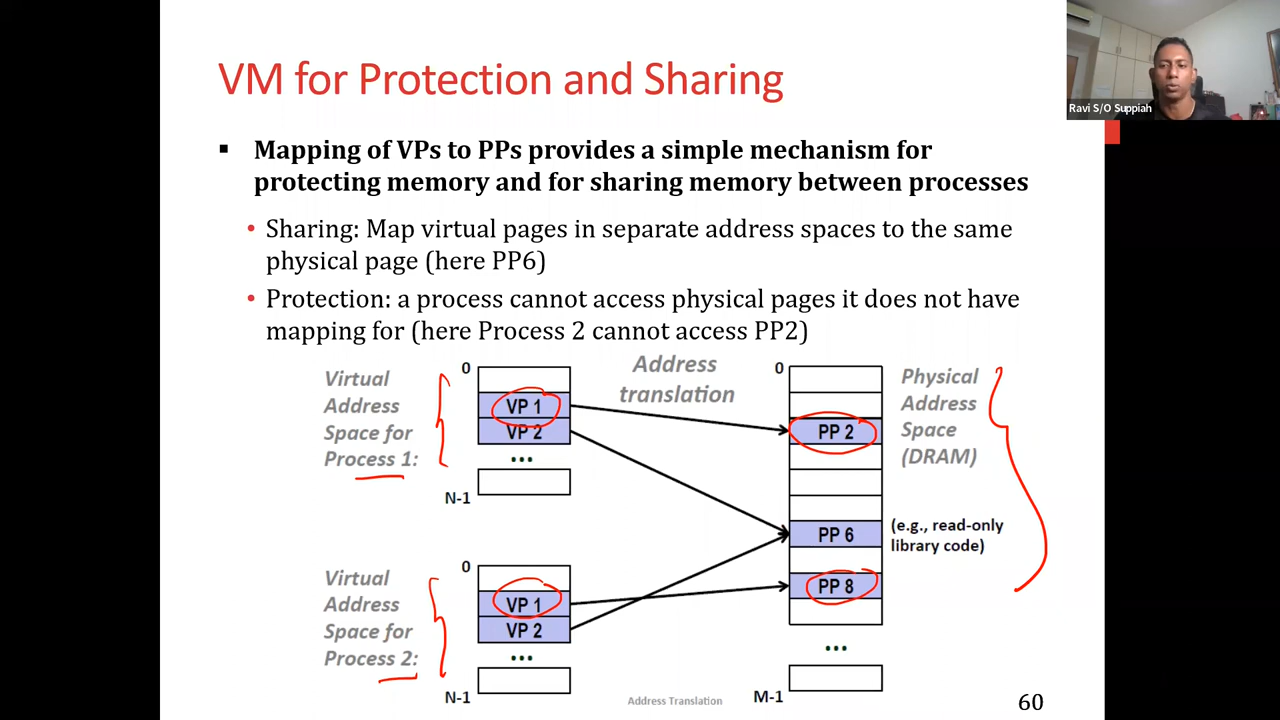 VM for Protection and Sharing
Ravi S/O Suppiah
▪ Mapping of VPs to PPs provides a simple mechanism for
protecting memory and for sharing memory between processes
• Sharing: Map virtual pages in separate address spaces to the same
physical page (here PP6)
• Protection: a process cannot access physical pages it does not have
mapping for (here Process 2 cannot access PP2)
Virtual
Address
Space for
Process 1:
0
VP 1
VP 2
...
N-1
Address
translation
0
PP 2
PP 6
PP 8
...
M-1
Physical
Address
Space
(DRAM)
(e.g., read-only
library code)
Virtual
Address
Space for
Process 2:
0
VP 1
VP 2
...
N-1
Address Translation
60